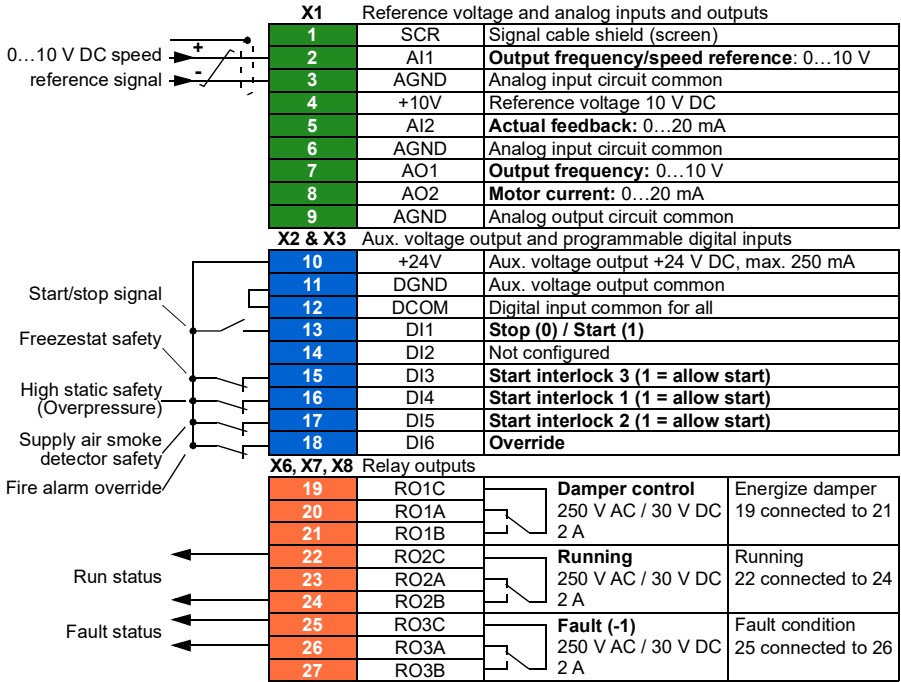 X1 Reference voltage and analog inputs and outputs
1 SCR Signal cable shield (screen)
0…10 V DC speed + 2 AI1 Output frequency/speed reference: 0…10 V
reference signal - 3 AGND Analog input circuit common
4 +10V Reference voltage 10 V DC
5 AI2 Actual feedback: 0…20 mA
6 AGND Analog input circuit common
7 AO1 Output frequency: 0…10 V
8 AO2 Motor current: 0…20 mA
9 AGND Analog output circuit common
X2 & X3 Aux. voltage output and programmable digital inputs
10 +24V Aux. voltage output +24 V DC, max. 250 mA
11 DGND Aux. voltage output common
Start/stop signal 12 DCOM Digital input common for all
13 DI1 Stop (0) / Start (1)
Freezestat safety 14 DI2 Not configured
15 DI3 Start interlock 3 (1 = allow start)
High static safety
(Overpressure) 16 DI4 Start interlock 1 (1 = allow start)
17 DI5 Start interlock 2 (1 = allow start)
Supply air smoke
detector safety 18 DI6 Override
X6, X7, X8 Relay outputs
Fire alarm override 19 RO1C Damper control Energize damper
20 RO1A 250 V AC / 30 V DC 19 connected to 21
21 RO1B 2 A
22 RO2C Running Running
Run status 23 RO2A 250 V AC / 30 V DC 22 connected to 24
24 RO2B 2 A
25 RO3C Fault (-1) Fault condition
Fault status 26 RO3A 250 V AC / 30 V DC 25 connected to 26
27 RO3B 2 A